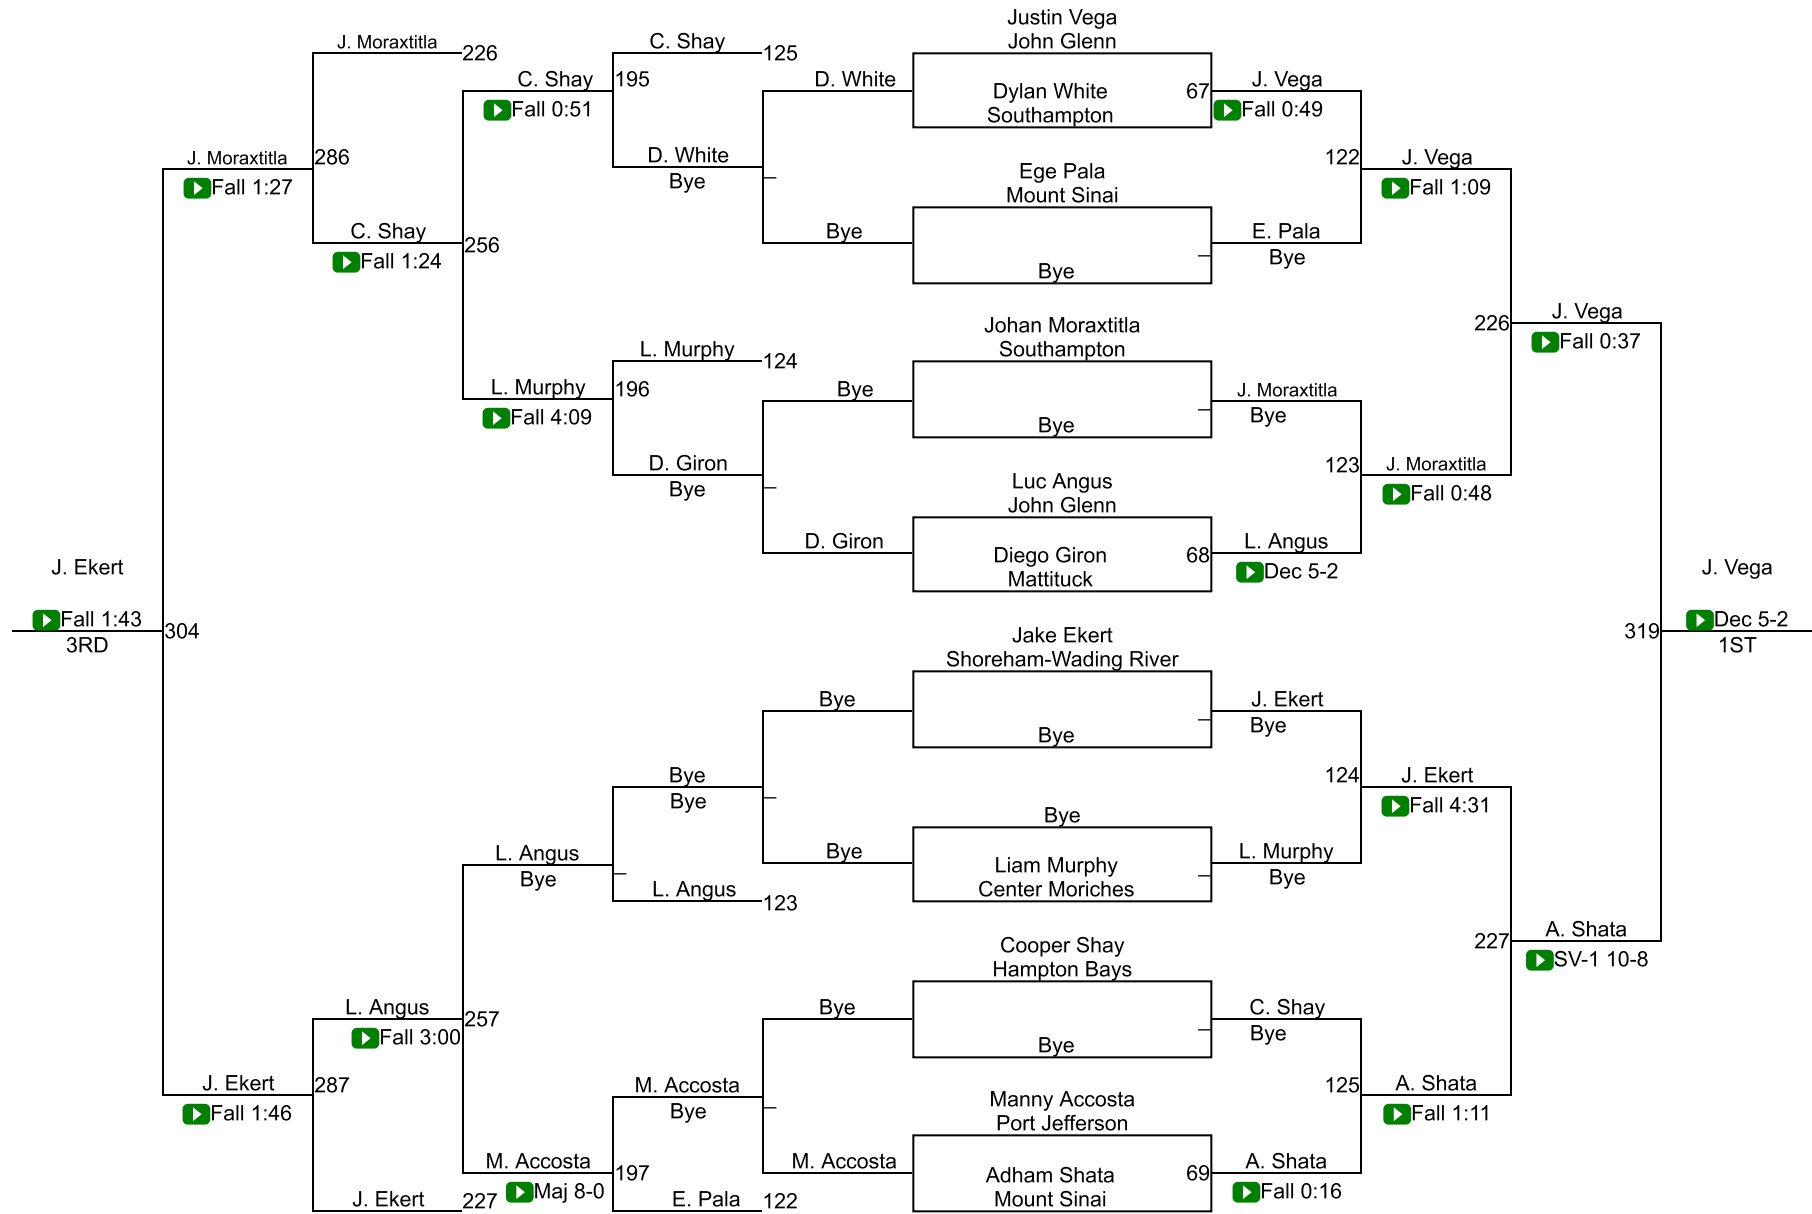 Justin Vega
John Glenn
J. Moraxtitla
226
C. Shay
125
C. Shay
195
D. White
J. Vega
Fall 0:51
Dylan White
67
Fall 0:49
Southampton
J. Moraxtitla
286
D. White
122
J. Vega
Fall 1:27
Bye
Ege Pala
Fall 1:09
Mount Sinai
C. Shay
256
Bye
E. Pala
Fall 1:24
Bye
Bye
J. Vega
226
Fall 0:37
Johan Moraxtitla
Southampton
L. Murphy
124
L. Murphy
196
Bye
J. Moraxtitla
Fall 4:09
Bye
Bye
D. Giron
123
J. Moraxtitla
Bye
Luc Angus
Fall 0:48
John Glenn
D. Giron
Diego Giron
68
L. Angus
Mattituck
Dec 5-2
J. Ekert
J. Vega
Fall 1:43
304
319
Dec 5-2
3RD
1ST
Jake Ekert
Shoreham-Wading River
Bye
J. Ekert
Bye
Bye
Bye
124
J. Ekert
Bye
Fall 4:31
Bye
L. Angus
Bye
Liam Murphy
L. Murphy
Bye
Center Moriches
Bye
L. Angus
123
227
A. Shata
SV-1 10-8
Cooper Shay
Hampton Bays
L. Angus
257
Bye
C. Shay
Fall 3:00
Bye
Bye
J. Ekert
287
M. Accosta
125
A. Shata
Fall 1:46
Bye
Manny Accosta
Fall 1:11
Port Jefferson
M. Accosta
197
M. Accosta
Adham Shata
69
A. Shata
Maj 8-0
Mount Sinai
Fall 0:16
J. Ekert
227
E. Pala
122